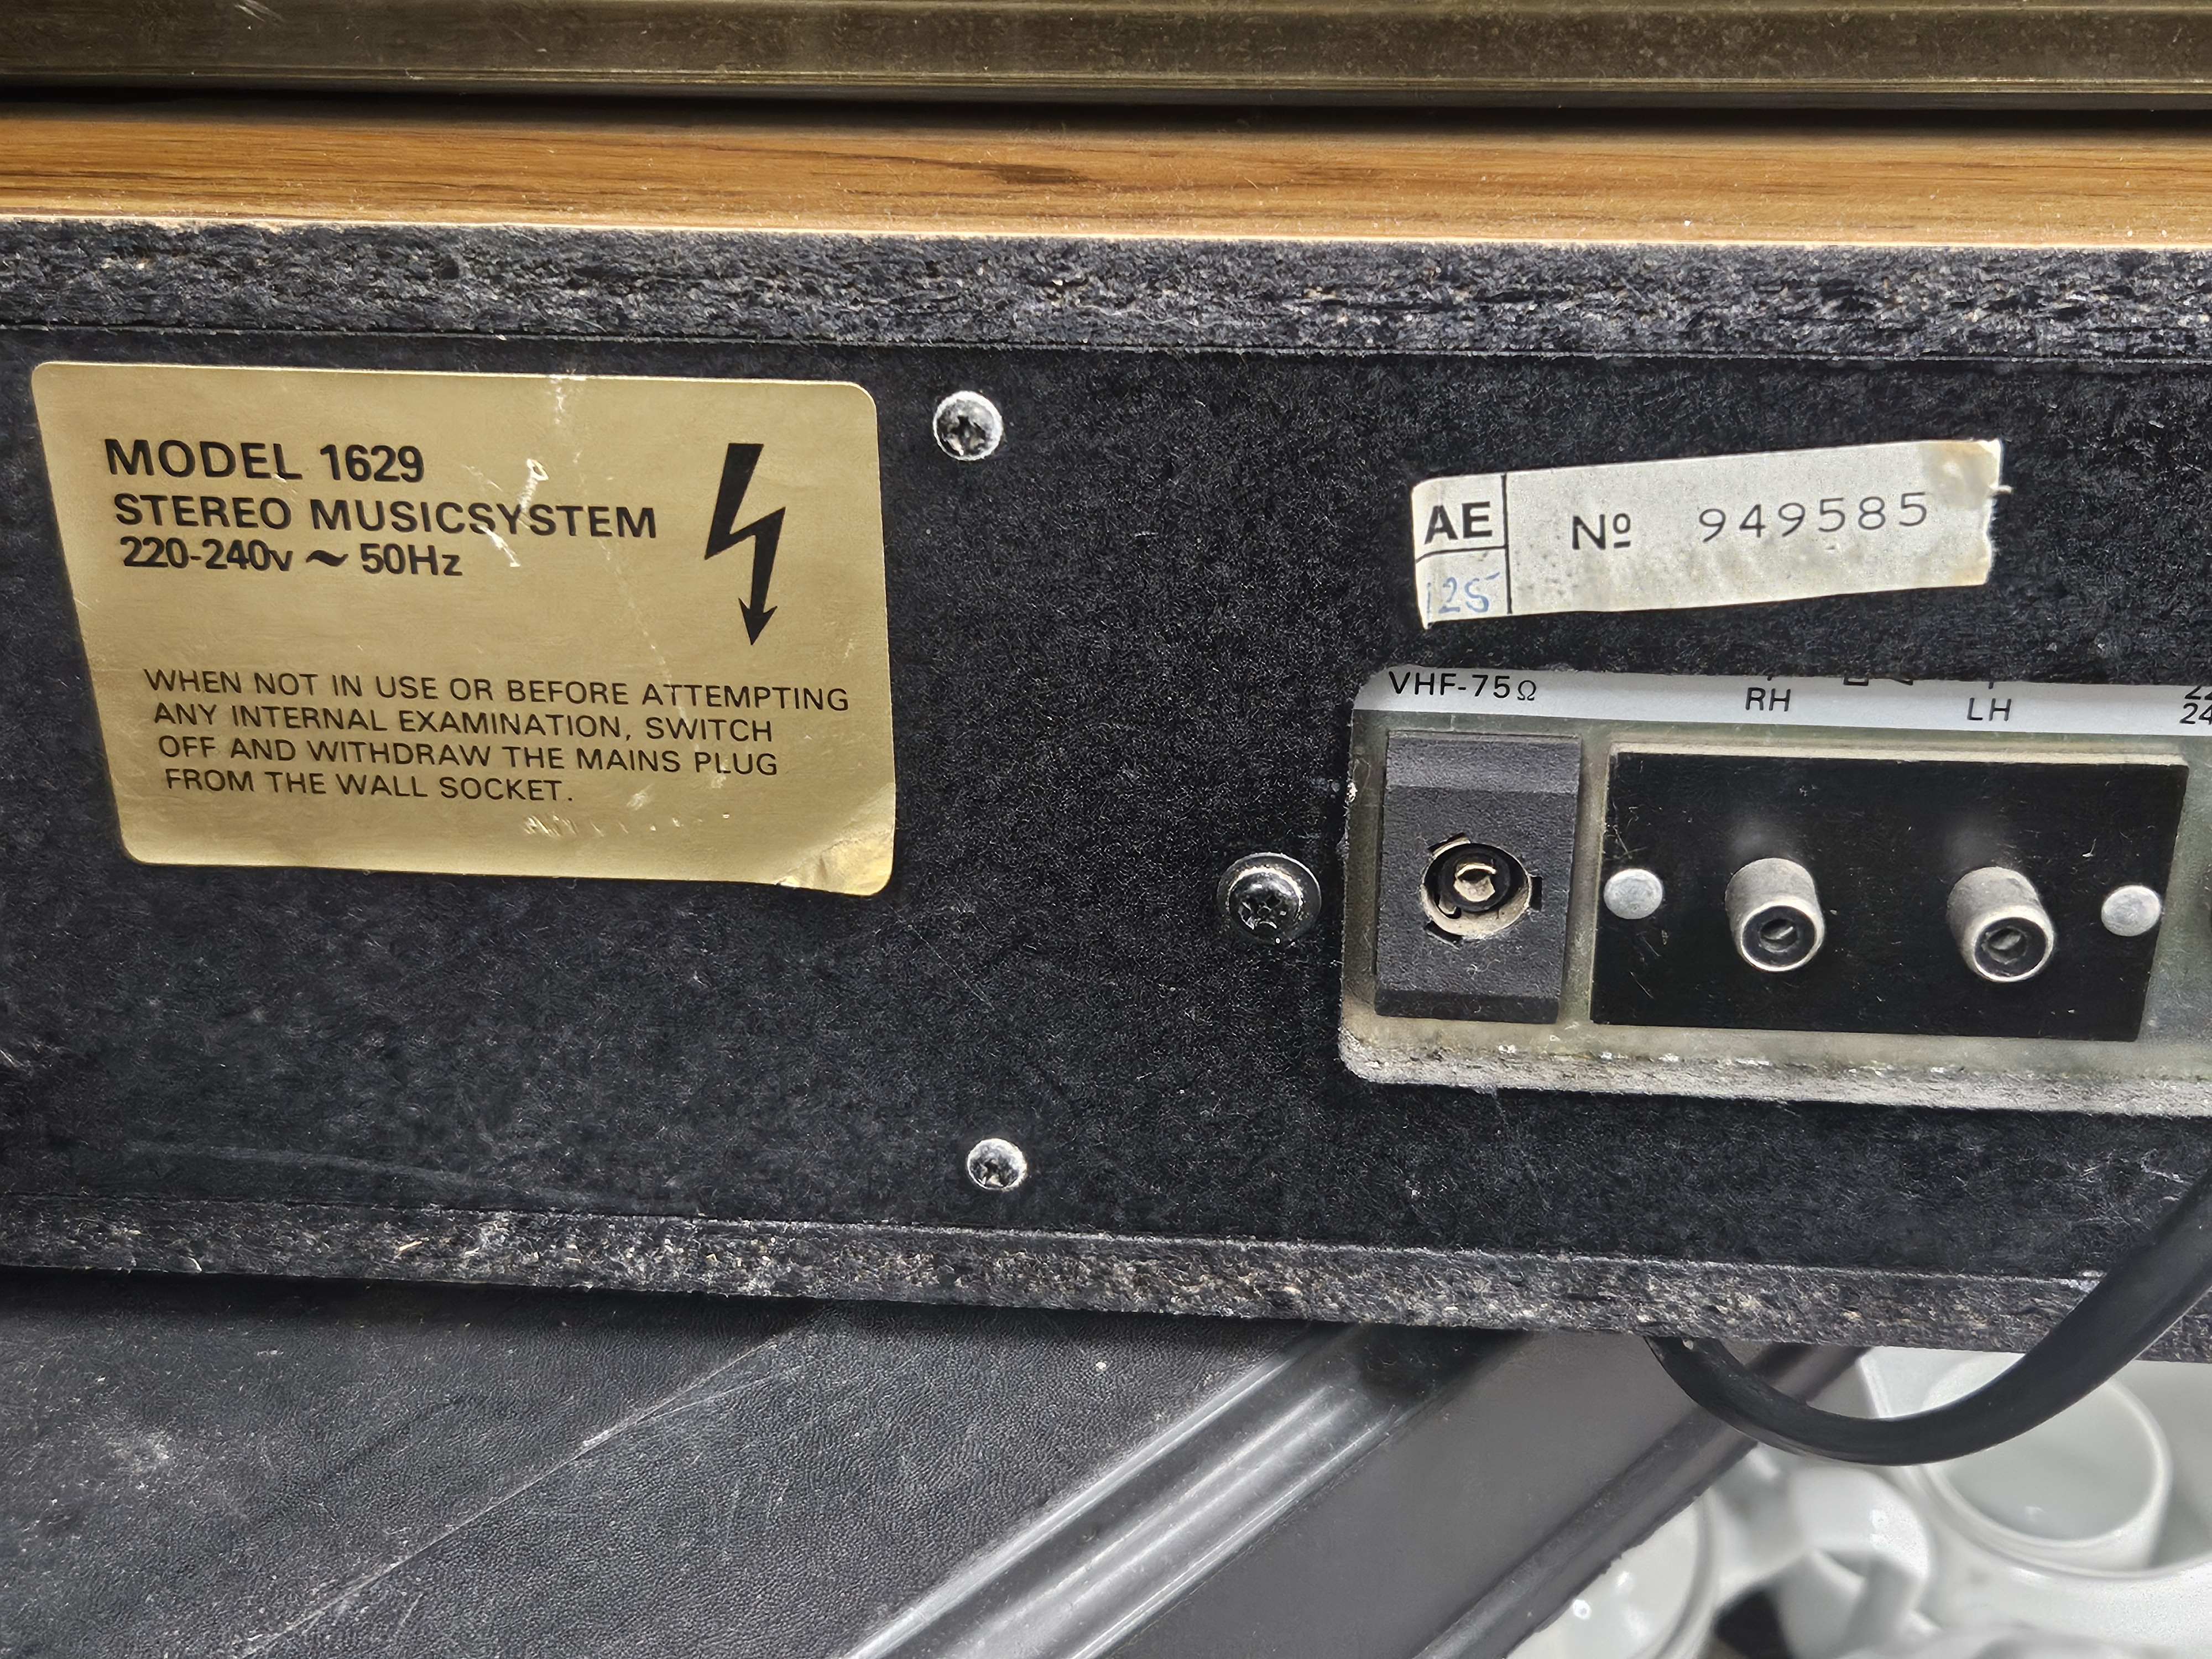 MODEL 1629
STEREO MUSICSYSTEM
220-240v ~ 50Hz
WHEN NOT IN USE OR BEFORE ATTEMPTING
ANY INTERNAL EXAMINATION, SWITCH
OFF AND WITHDRAW THE MAINS PLUG
FROM THE WALL SOCKET.
AE
Nº 949585
125
VHF-75Ω
RH
LH